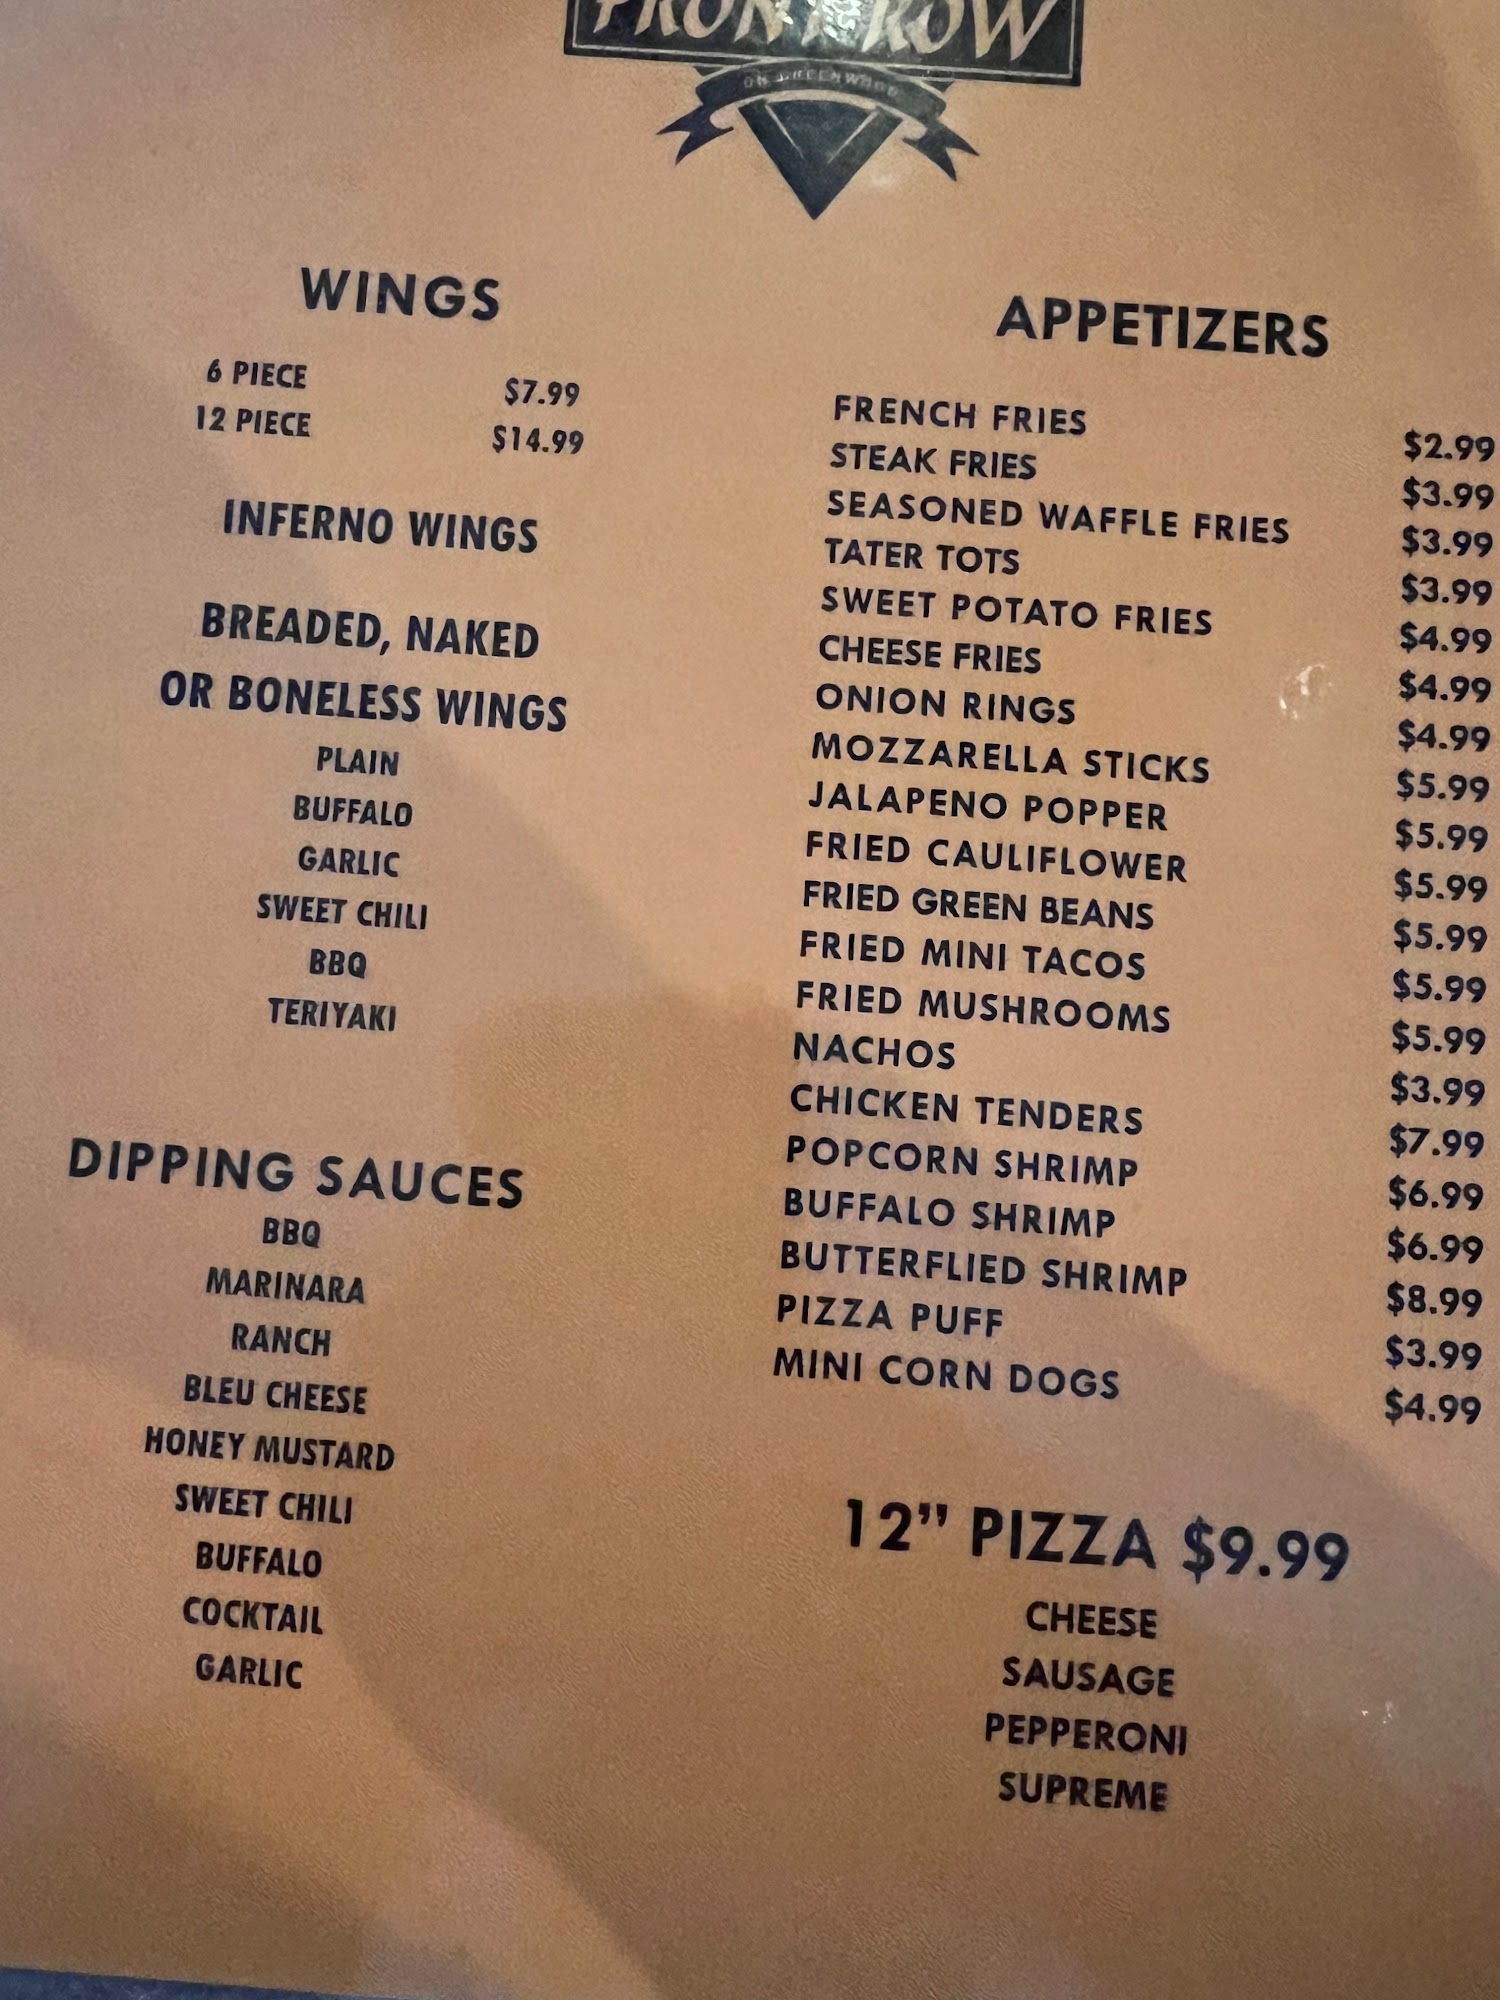 FRONT ROW
ON GREENWOOD
WINGS
6 PIECE $7.99
12 PIECE $14.99
INFERNO WINGS
BREADED, NAKED
OR BONELESS WINGS
PLAIN
BUFFALO
GARLIC
SWEET CHILI
BBQ
TERIYAKI
DIPPING SAUCES
BBQ
MARINARA
RANCH
BLEU CHEESE
HONEY MUSTARD
SWEET CHILI
BUFFALO
COCKTAIL
GARLIC
APPETIZERS
FRENCH FRIES $2.99
STEAK FRIES $3.99
SEASONED WAFFLE FRIES $3.99
TATER TOTS $3.99
SWEET POTATO FRIES $4.99
CHEESE FRIES $4.99
ONION RINGS $4.99
MOZZARELLA STICKS $5.99
JALAPENO POPPER $5.99
FRIED CAULIFLOWER $5.99
FRIED GREEN BEANS $5.99
FRIED MINI TACOS $5.99
FRIED MUSHROOMS $5.99
NACHOS $3.99
CHICKEN TENDERS $7.99
POPCORN SHRIMP $6.99
BUFFALO SHRIMP $6.99
BUTTERFLIED SHRIMP $8.99
PIZZA PUFF $3.99
MINI CORN DOGS $4.99
12" PIZZA $9.99
CHEESE
SAUSAGE
PEPPERONI
SUPREME